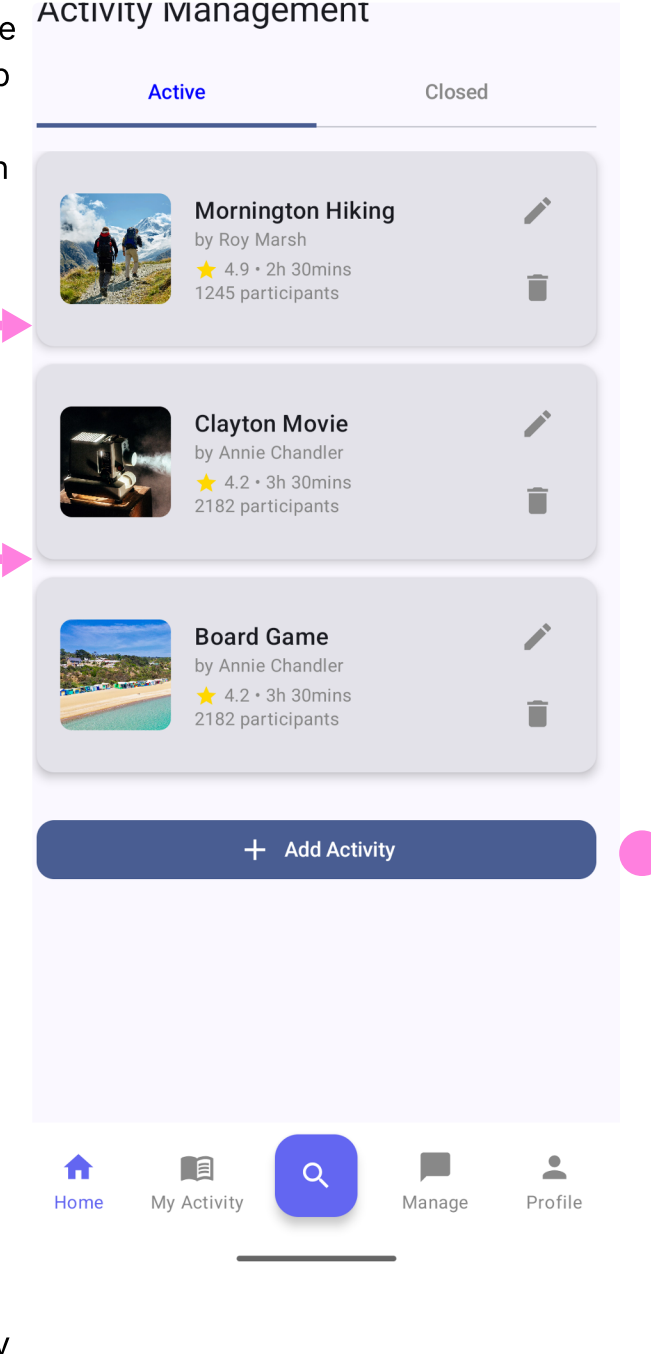 Activity Management
Active
Closed
Mornington Hiking
by Roy Marsh
4.9 • 2h 30mins
1245 participants
Clayton Movie
by Annie Chandler
4.2 • 3h 30mins
2182 participants
Board Game
by Annie Chandler
4.2 • 3h 30mins
2182 participants
Add Activity
Home
My Activity
Manage
Profile